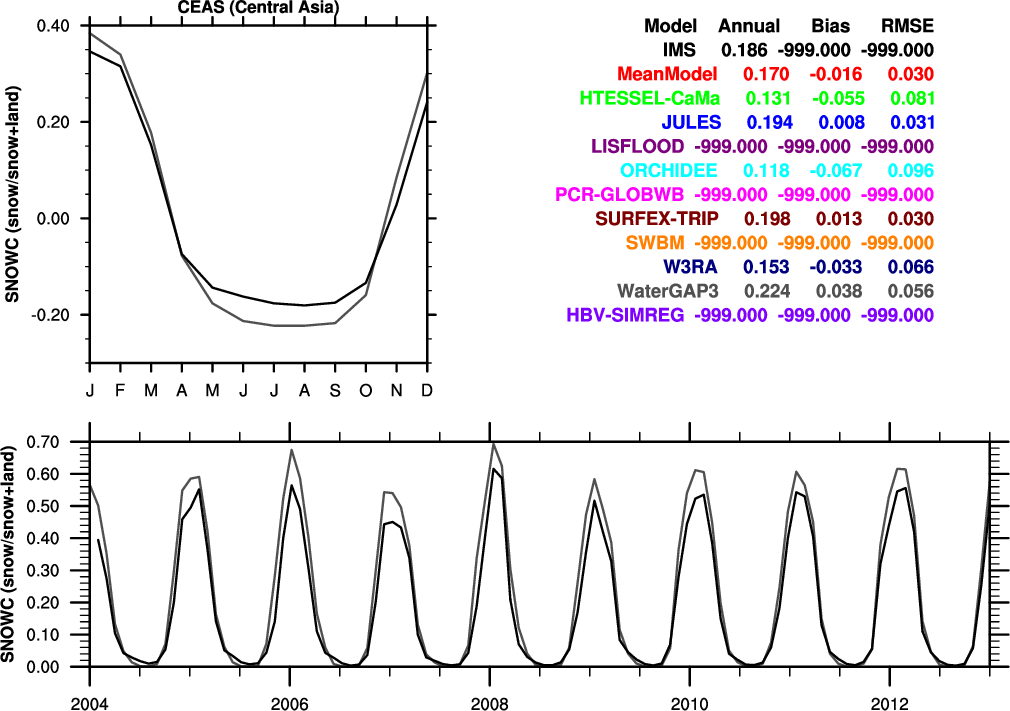 CEAS (Central Asia)
SNOWC (snow/snow+land)
0.40
0.20
0.00
-0.20
J F M A M J J A S O N D
Model Annual Bias RMSE
IMS 0.186 -999.000 -999.000
MeanModel 0.170 -0.016 0.030
HTESSEL-CaMa 0.131 -0.055 0.081
JULES 0.194 0.008 0.031
LISFLOOD -999.000 -999.000 -999.000
ORCHIDEE 0.118 -0.067 0.096
PCR-GLOBWB -999.000 -999.000 -999.000
SURFEX-TRIP 0.198 0.013 0.030
SWBM -999.000 -999.000 -999.000
W3RA 0.153 -0.033 0.066
WaterGAP3 0.224 0.038 0.056
HBV-SIMREG -999.000 -999.000 -999.000
SNOWC (snow/snow+land)
0.70
0.60
0.50
0.40
0.30
0.20
0.10
0.00
2004 2006 2008 2010 2012